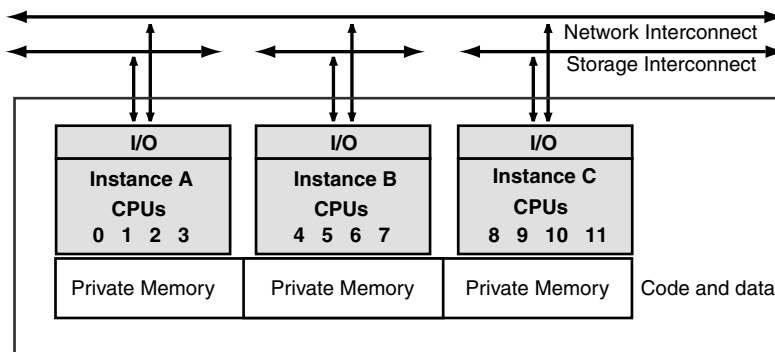 Network Interconnect
Storage Interconnect
I/O I/O I/O
Instance A Instance B Instance C
CPUs CPUs CPUs
0 1 2 3 4 5 6 7 8 9 10 11
Private Memory Private Memory Private Memory Code and data